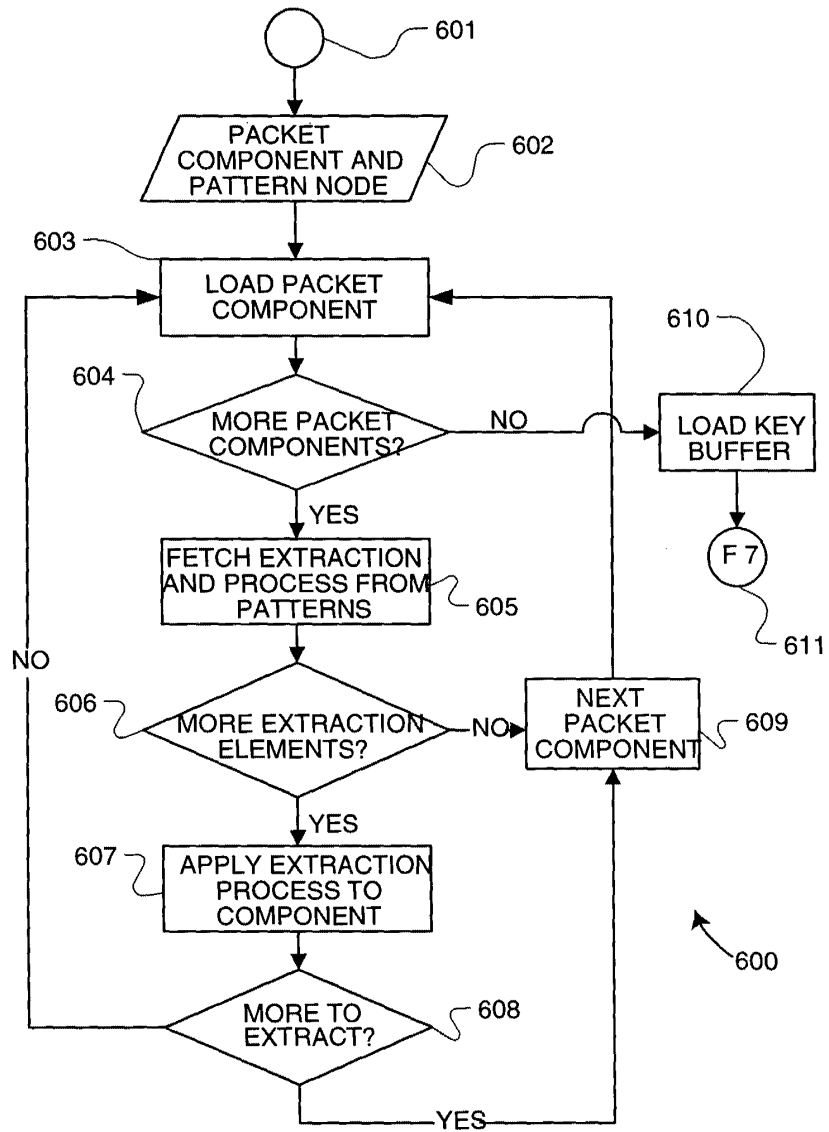 601
PACKET
COMPONENT AND
PATTERN NODE
602
603
LOAD PACKET
COMPONENT
610
604
MORE PACKET
COMPONENTS?
NO
LOAD KEY
BUFFER
YES
FETCH EXTRACTION
AND PROCESS FROM
PATTERNS
605
F 7
611
NO
606
MORE EXTRACTION
ELEMENTS?
NO
NEXT
PACKET
COMPONENT
609
YES
607
APPLY EXTRACTION
PROCESS TO
COMPONENT
600
MORE TO
EXTRACT?
608
YES